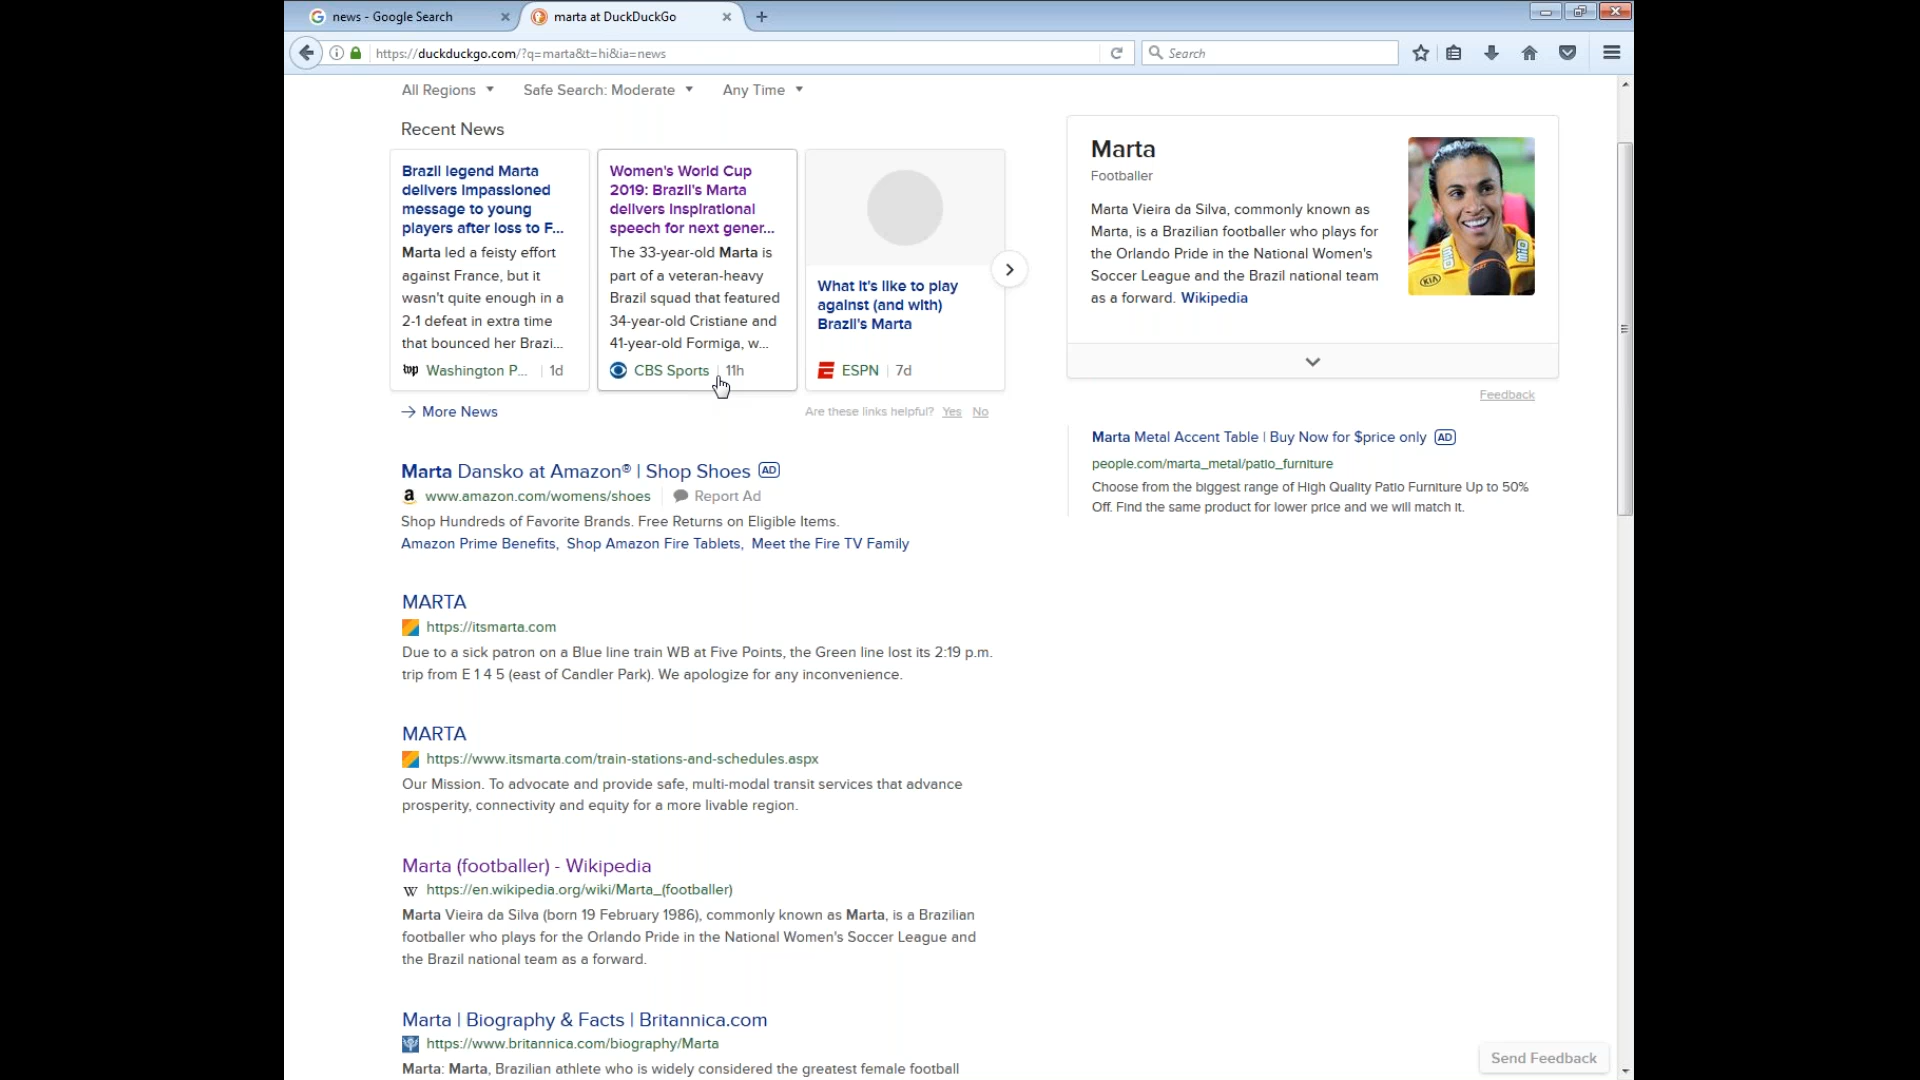 news - Google Search
marta at DuckDuckGo
https://duckduckgo.com/?q=marta&t=hi&ia=news
Search
All Regions
Safe Search: Moderate
Any Time
Recent News
Brazil legend Marta
delivers impassioned
message to young
players after loss to F...
Marta led a feisty effort
against France, but it
wasn't quite enough in a
2-1 defeat in extra time
that bounced her Brazi...
Washington P... | 1d
Women's World Cup
2019: Brazil's Marta
delivers inspirational
speech for next gener...
The 33-year-old Marta is
part of a veteran-heavy
Brazil squad that featured
34-year-old Cristiane and
41-year-old Formiga, w...
CBS Sports | 11h
What it's like to play
against (and with)
Brazil's Marta
ESPN | 7d
More News
Are these links helpful? Yes No
Marta
Footballer
Marta Vieira da Silva, commonly known as
Marta, is a Brazilian footballer who plays for
the Orlando Pride in the National Women's
Soccer League and the Brazil national team
as a forward. Wikipedia
Feedback
Marta Metal Accent Table | Buy Now for $price only AD
people.com/marta_metal/patio_furniture
Choose from the biggest range of High Quality Patio Furniture Up to 50%
Off. Find the same product for lower price and we will match it.
Marta Dansko at Amazon® | Shop Shoes AD
www.amazon.com/womens/shoes Report Ad
Shop Hundreds of Favorite Brands. Free Returns on Eligible Items.
Amazon Prime Benefits, Shop Amazon Fire Tablets, Meet the Fire TV Family
MARTA
https://itsmarta.com
Due to a sick patron on a Blue line train WB at Five Points, the Green line lost its 2:19 p.m.
trip from E 1 4 5 (east of Candler Park). We apologize for any inconvenience.
MARTA
https://www.itsmarta.com/train-stations-and-schedules.aspx
Our Mission. To advocate and provide safe, multi-modal transit services that advance
prosperity, connectivity and equity for a more livable region.
Marta (footballer) - Wikipedia
https://en.wikipedia.org/wiki/Marta_(footballer)
Marta Vieira da Silva (born 19 February 1986), commonly known as Marta, is a Brazilian
footballer who plays for the Orlando Pride in the National Women's Soccer League and
the Brazil national team as a forward.
Marta | Biography & Facts | Britannica.com
https://www.britannica.com/biography/Marta
Marta: Marta, Brazilian athlete who is widely considered the greatest female football
Send Feedback